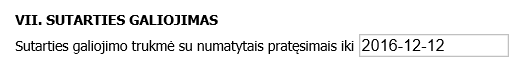 VII. SUTARTIES GALIOJIMAS
Sutarties galiojimo trukmė su numatytais pratęsimais iki 2016-12-12